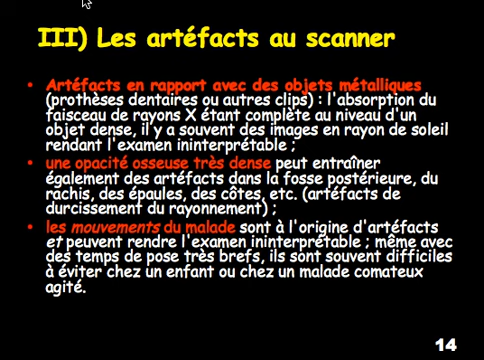 III) Les artéfacts au scanner
• Artéfacts en rapport avec des objets métalliques
(prothèses dentaires ou autres clips) : l'absorption du
faisceau de rayons X étant complète au niveau d'un
objet dense, il y a souvent des images en rayon de soleil
rendant l'examen ininterprétable ;
• une opacité osseuse très dense peut entraîner
également des artéfacts dans la fosse postérieure, du
rachis, des épaules, des côtes, etc. (artéfacts de
durcissement du rayonnement) ;
• les mouvements du malade sont à l'origine d'artéfacts
et peuvent rendre l'examen ininterprétable ; même avec
des temps de pose très brefs, ils sont souvent difficiles
à éviter chez un enfant ou chez un malade comateux
agité.
14